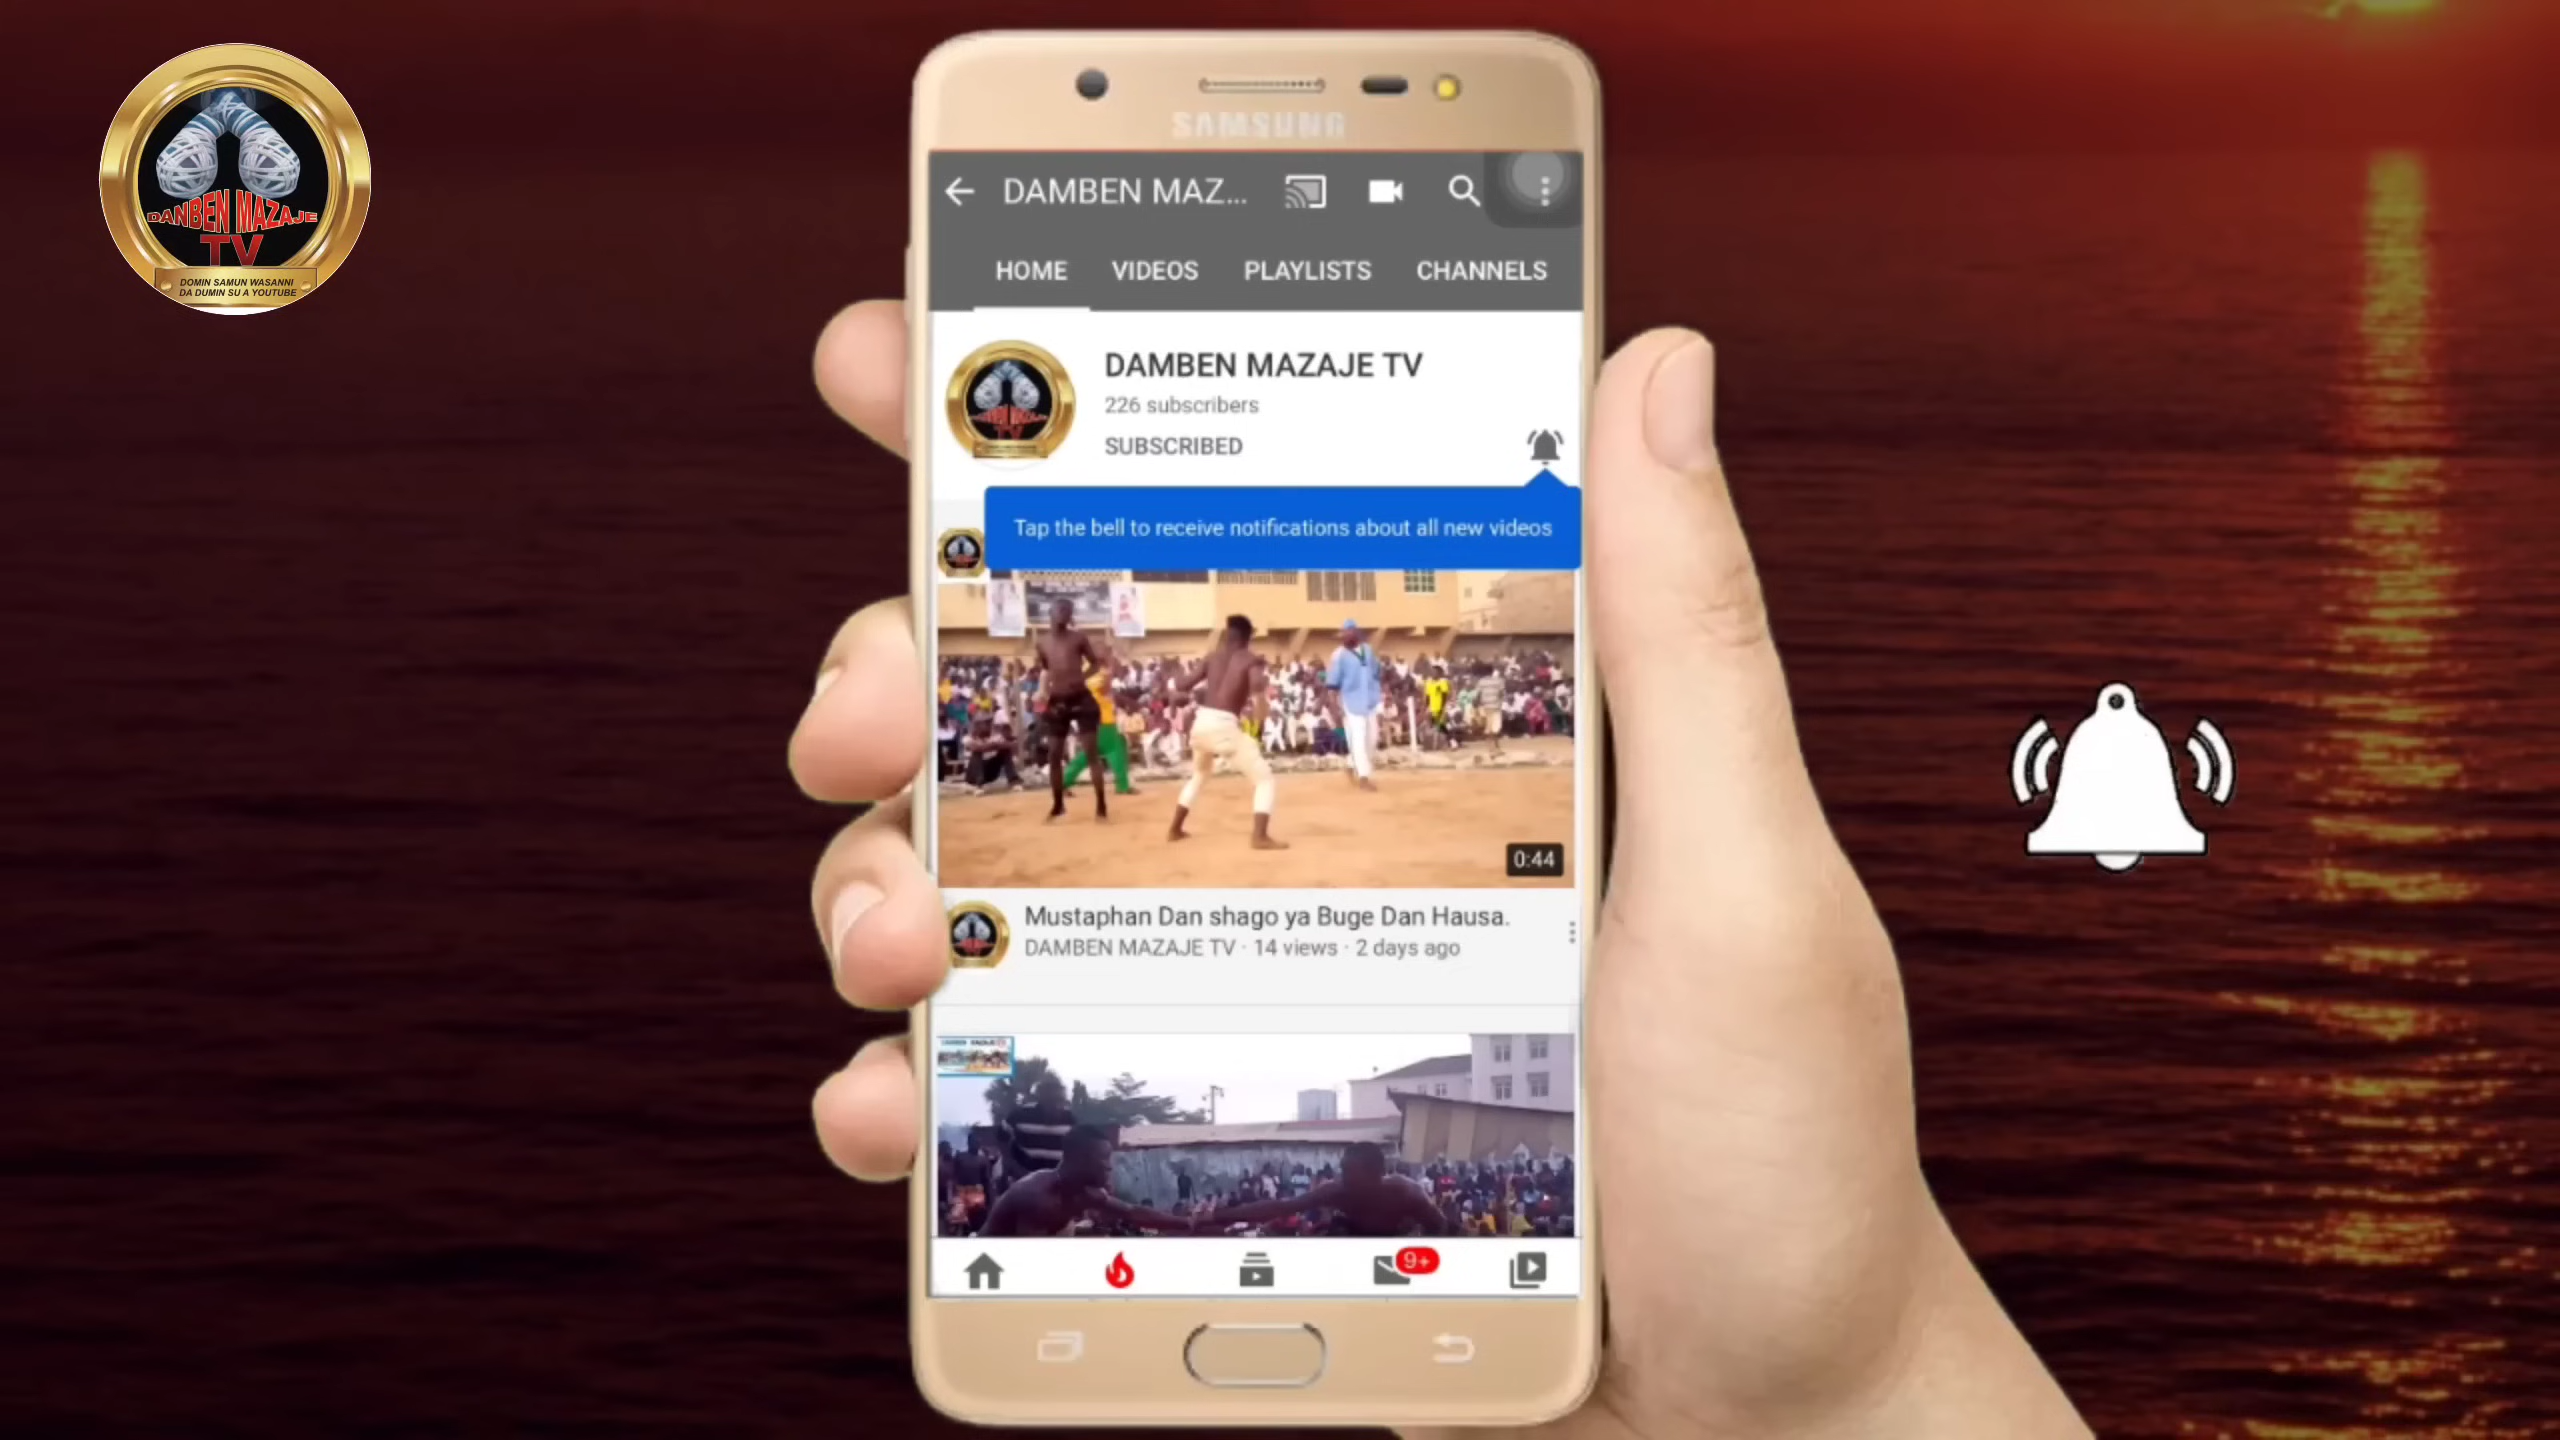 DANBEN MAZAJE
TV
DOMIN SAMUN WASANNI
DA DUMIN SU A YOUTUBE
SAMSUNG
DAMBEN MAZ...
HOME VIDEOS PLAYLISTS CHANNELS
DAMBEN MAZAJE TV
226 subscribers
SUBSCRIBED
Tap the bell to receive notifications about all new videos
0:44
Mustaphan Dan shago ya Buge Dan Hausa.
DAMBEN MAZAJE TV · 14 views · 2 days ago
9+